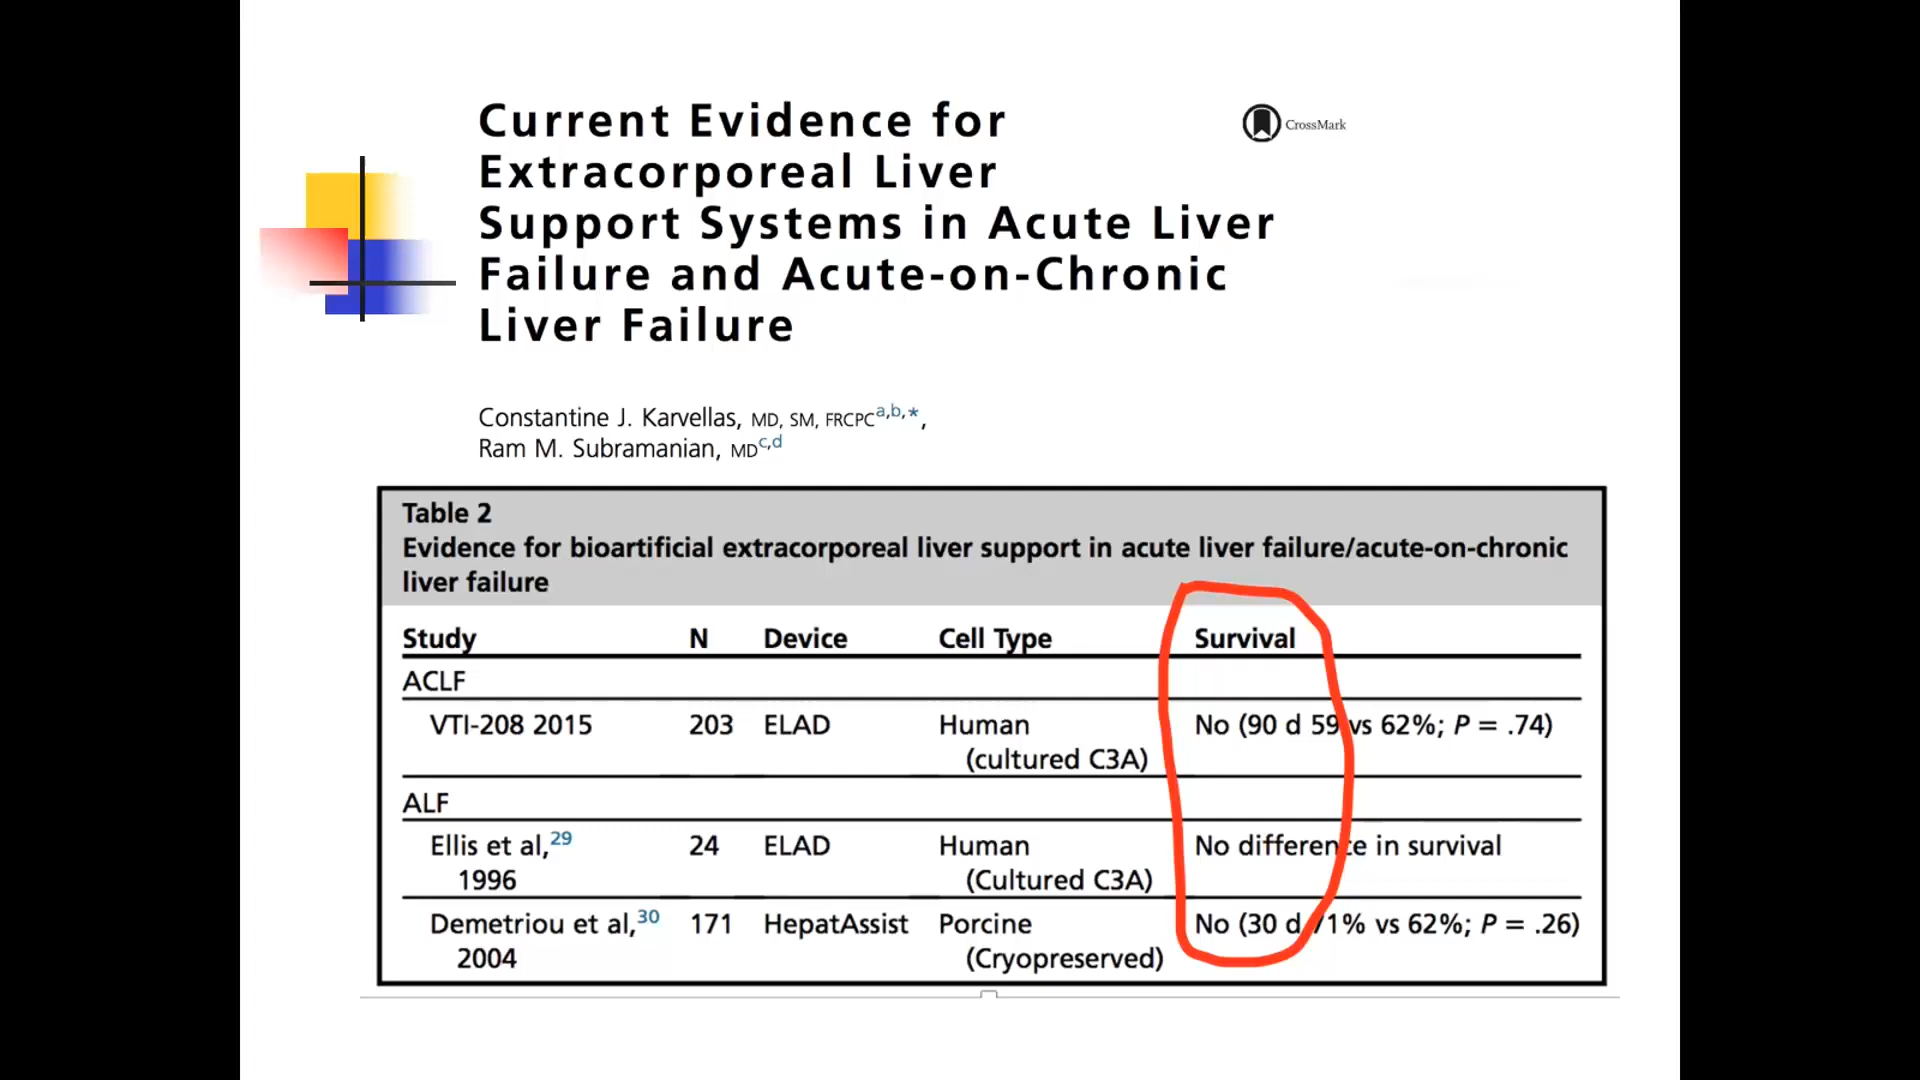 Current Evidence for
Extracorporeal Liver
Support Systems in Acute Liver
Failure and Acute-on-Chronic
Liver Failure
CrossMark
Constantine J. Karvellas, MD, SM, FRCPCa,b,*,
Ram M. Subramanian, MDc,d
Table 2
Evidence for bioartificial extracorporeal liver support in acute liver failure/acute-on-chronic
liver failure
Study N Device Cell Type Survival
ACLF
VTI-208 2015 203 ELAD Human No (90 d 59 vs 62%; P = .74)
(cultured C3A)
ALF
Ellis et al,29 24 ELAD Human No difference in survival
1996 (Cultured C3A)
Demetriou et al,30 171 HepatAssist Porcine No (30 d 71% vs 62%; P = .26)
2004 (Cryopreserved)